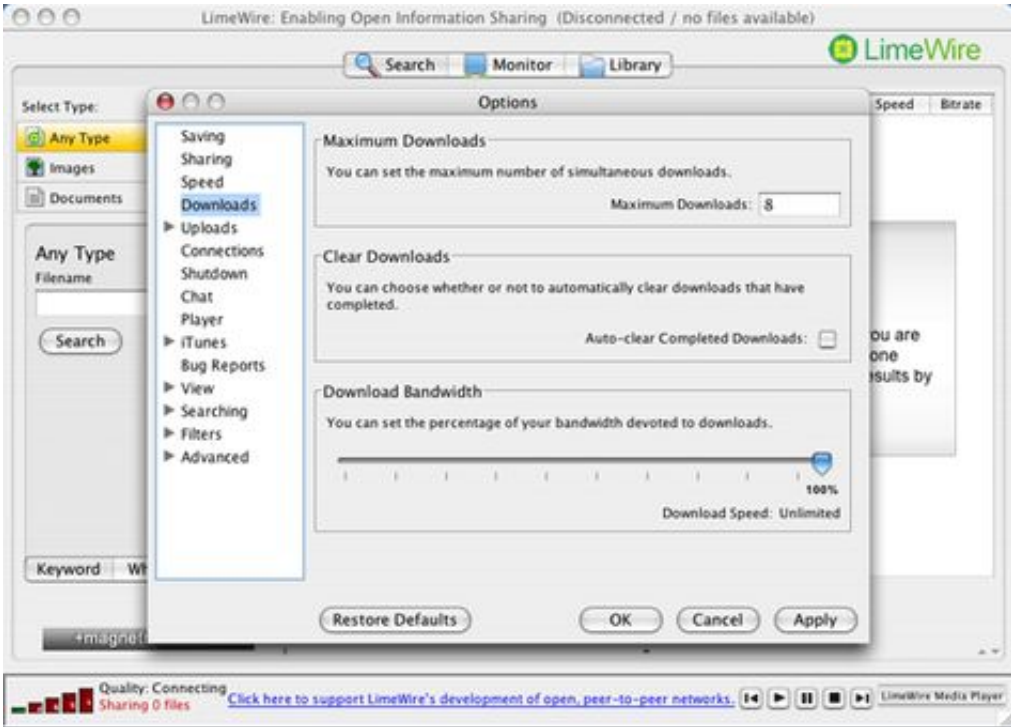 LimeWire: Enabling Open Information Sharing (Disconnected / no files available)
LimeWire
Search Monitor Library
Select Type:
Any Type
Images
Documents
Any Type
Filename
Search
Keyword
Speed Bitrate
ou are
one
sults by
Options
Saving
Sharing
Speed
Downloads
Uploads
Connections
Shutdown
Chat
Player
iTunes
Bug Reports
View
Searching
Filters
Advanced
Maximum Downloads
You can set the maximum number of simultaneous downloads.
Maximum Downloads: 8
Clear Downloads
You can choose whether or not to automatically clear downloads that have
completed.
Auto-clear Completed Downloads:
Download Bandwidth
You can set the percentage of your bandwidth devoted to downloads.
100%
Download Speed: Unlimited
Restore Defaults OK Cancel Apply
+magnet
Quality: Connecting
Sharing 0 files
Click here to support LimeWire's development of open, peer-to-peer networks.
LimeWire Media Player